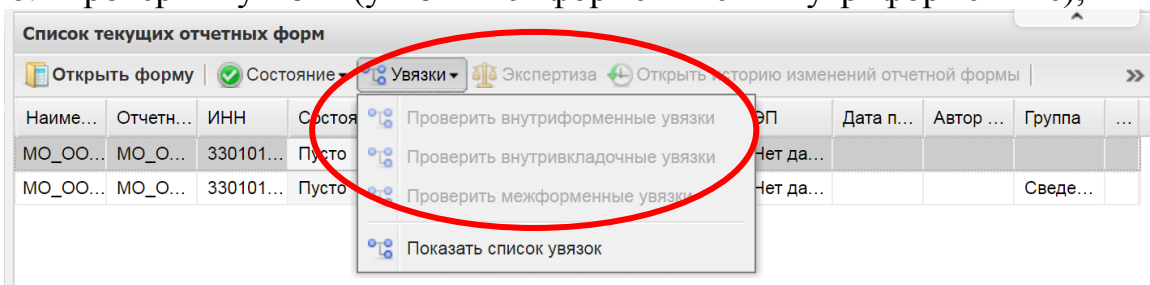 Список текущих отчетных форм
Открыть форму Состояние Увязки Экспертиза Открыть историю изменений отчетной формы »
Наиме... Отчетн... ИНН Состоя ЭП Дата п... Автор ... Группа ...
МО_ОО... МО_О... 330101... Пусто Нет да...
МО_ОО... МО_О... 330101... Пусто Нет да... Сведе...
Проверить внутриформенные увязки
Проверить внутривкладочные увязки
Проверить межформенные увязки
Показать список увязок